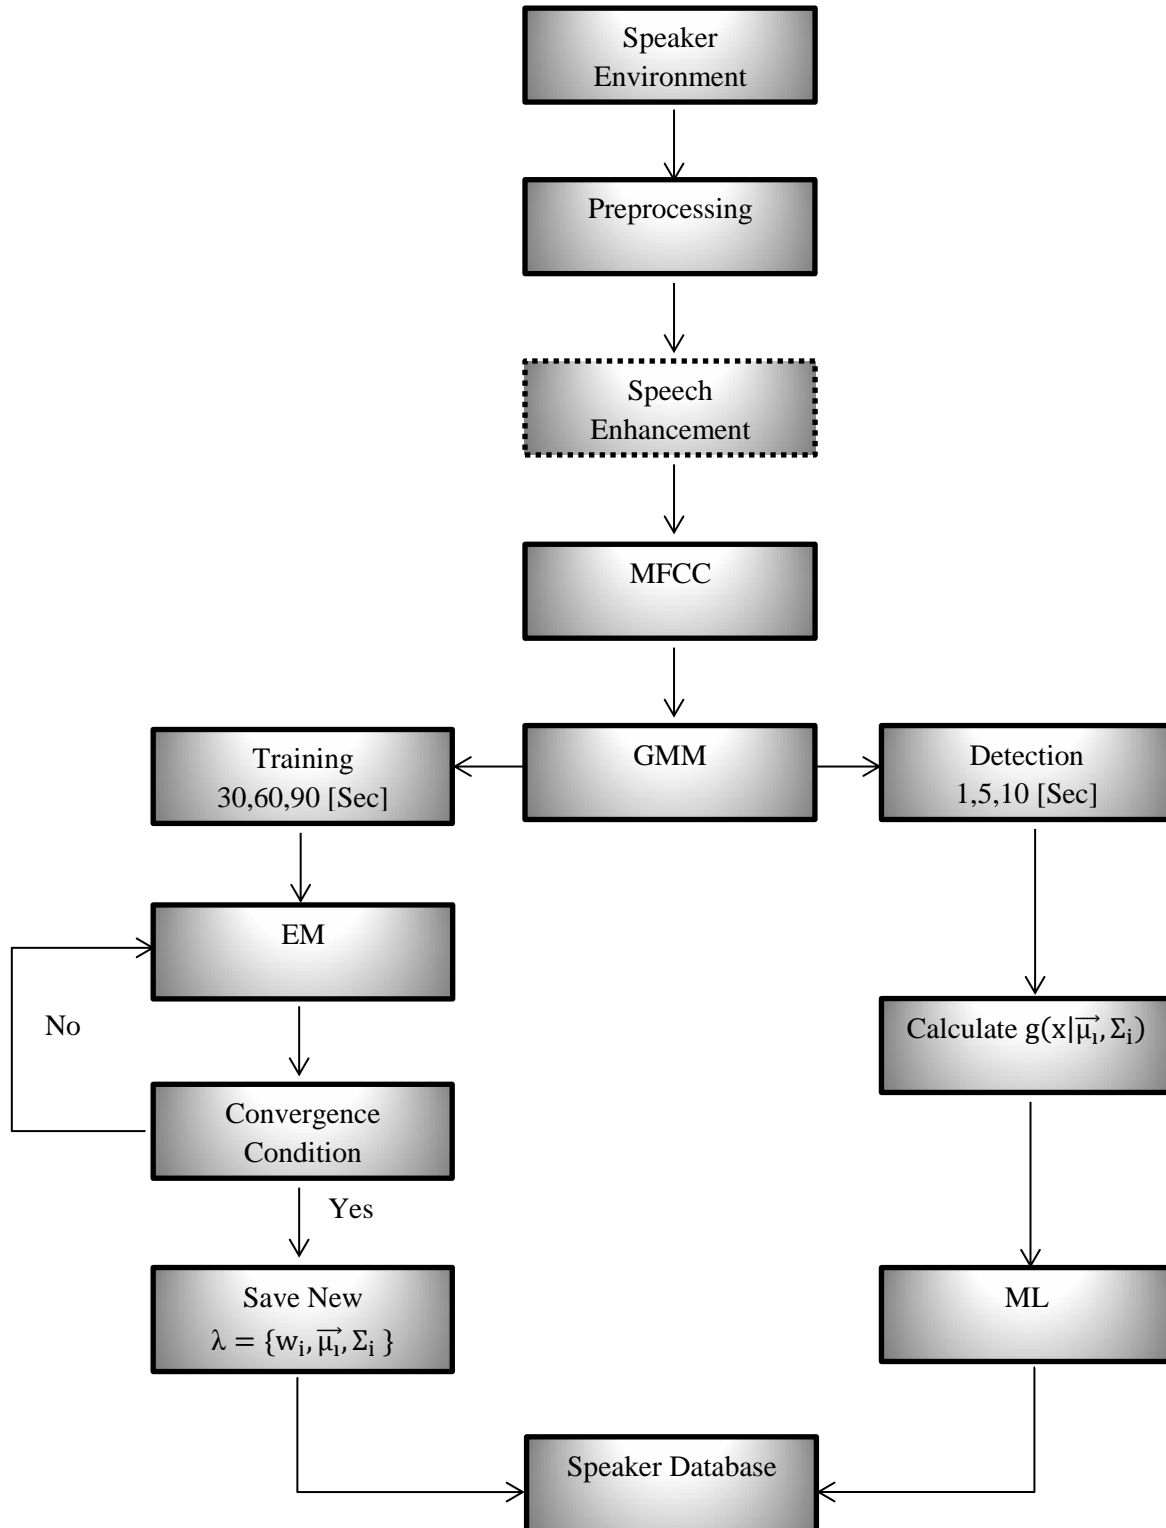 Speaker
Environment
Preprocessing
Speech
Enhancement
MFCC
GMM
Training
30,60,90 [Sec]
Detection
1,5,10 [Sec]
EM
No
Calculate g(x|μ⃗ı, Σi)
Convergence
Condition
Yes
Save New
λ = {wi, μ⃗ı, Σi }
ML
Speaker Database